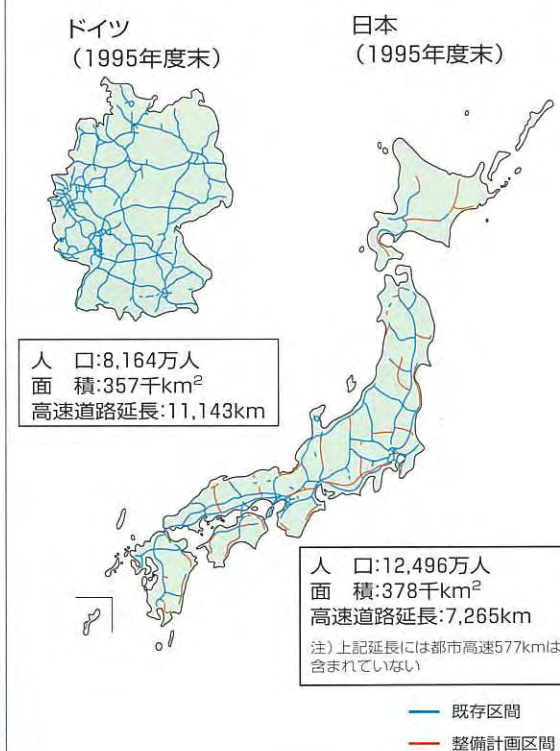 ドイツ
（1995年度末）
日本
（1995年度末）
人　口:8,164万人
面　積:357千km²
高速道路延長:11,143km
人　口:12,496万人
面　積:378千km²
高速道路延長:7,265km
注）上記延長には都市高速577kmは
含まれていない
既存区間
整備計画区間